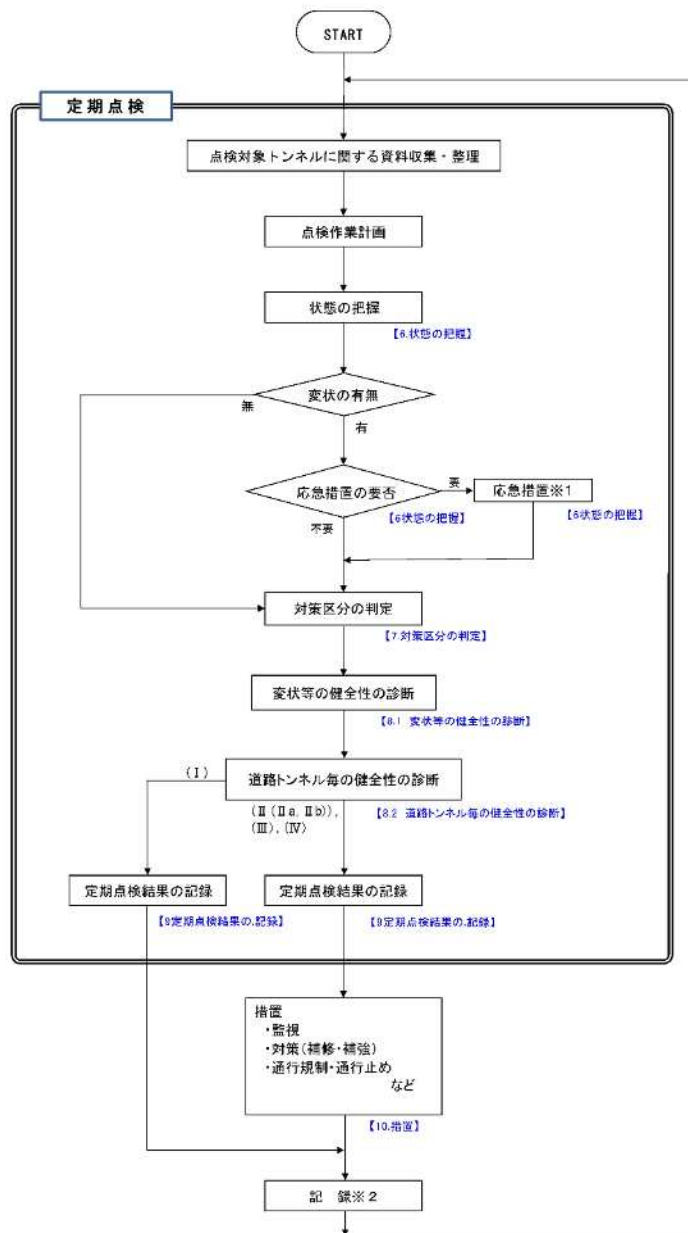 START
定期点検
点検対象トンネルに関する資料収集・整理
点検作業計画
状態の把握
【6.状態の把握】
変状の有無
無
有
応急措置の要否
要
応急措置※1
【6状態の把握】
【6状態の把握】
不要
対策区分の判定
【7.対策区分の判定】
変状等の健全性の診断
【8.1 変状等の健全性の診断】
(Ⅰ)
道路トンネル毎の健全性の診断
(Ⅱ(Ⅱa, Ⅱb)),
(Ⅲ), (Ⅳ)
【8.2 道路トンネル毎の健全性の診断】
定期点検結果の記録
定期点検結果の記録
【9定期点検結果の.記録】
【9定期点検結果の.記録】
措置
・監視
・対策(補修・補強)
・通行規制・通行止め
など
【10.措置】
記 録※2